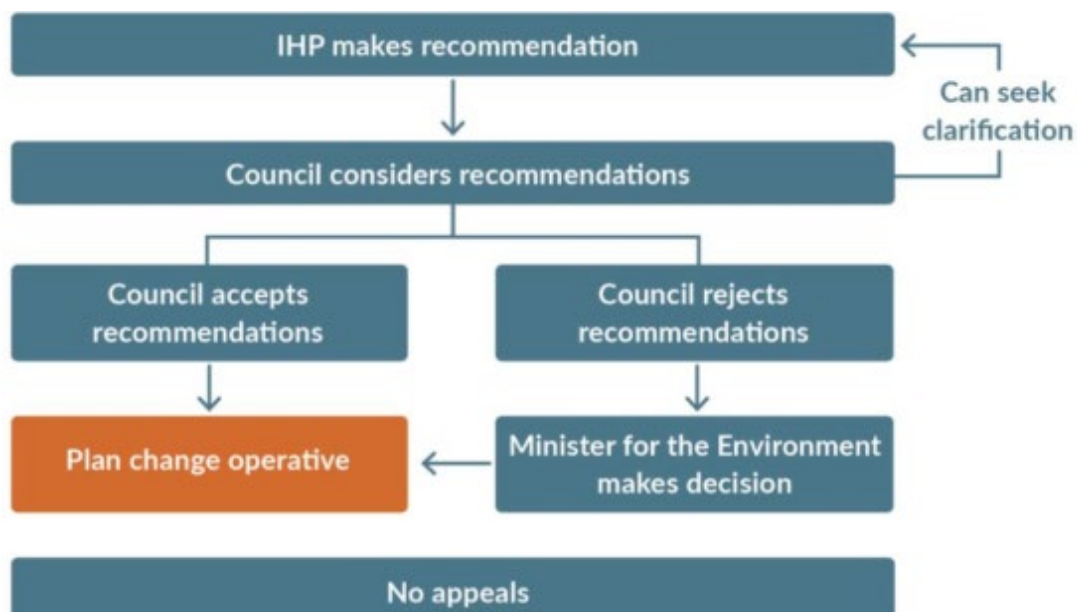 IHP makes recommendation
Can seek
clarification
Council considers recommendations
Council accepts
recommendations
Council rejects
recommendations
Plan change operative
Minister for the Environment
makes decision
No appeals